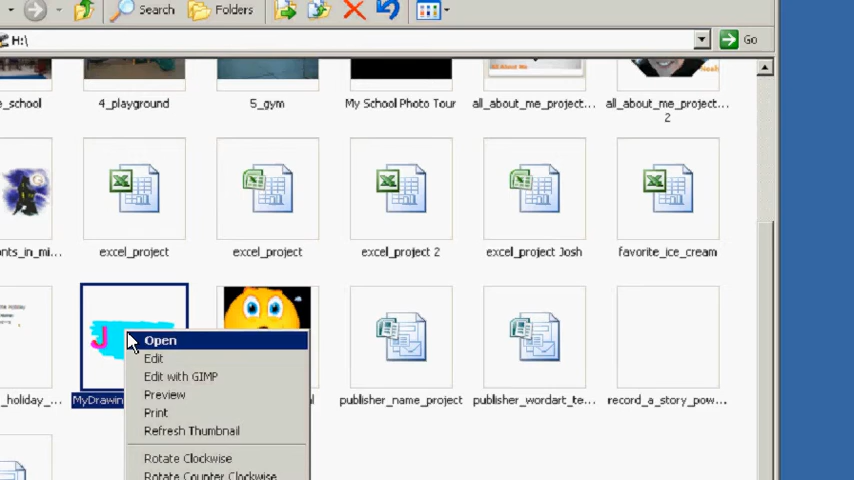 Search Folders
H:\ Go
e_school 4_playground 5_gym My School Photo Tour all_about_me_project... all_about_me_project...
2
nts_in_mi... excel_project excel_project excel_project 2 excel_project Josh favorite_ice_cream
J
_holiday_... MyDrawin publisher_name_project publisher_wordart_te... record_a_story_pow...
Open
Edit
Edit with GIMP
Preview
Print
Refresh Thumbnail
Rotate Clockwise
Rotate Counter Clockwise